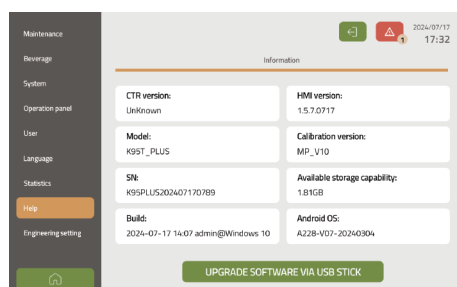 Maintenance
Beverage
System
Operation panel
User
Language
Statistics
Help
Engineering setting
1
2024/07/17
17:32
Information
CTR version:
UnKnown
HMI version:
1.5.7.0717
Model:
K95T_PLUS
Calibration version:
MP_V10
SN:
K95PLUS202407170789
Available storage capability:
1.81GB
Build:
2024-07-17 14:07 admin@Windows 10
Android OS:
A228-V07-20240304
UPGRADE SOFTWARE VIA USB STICK